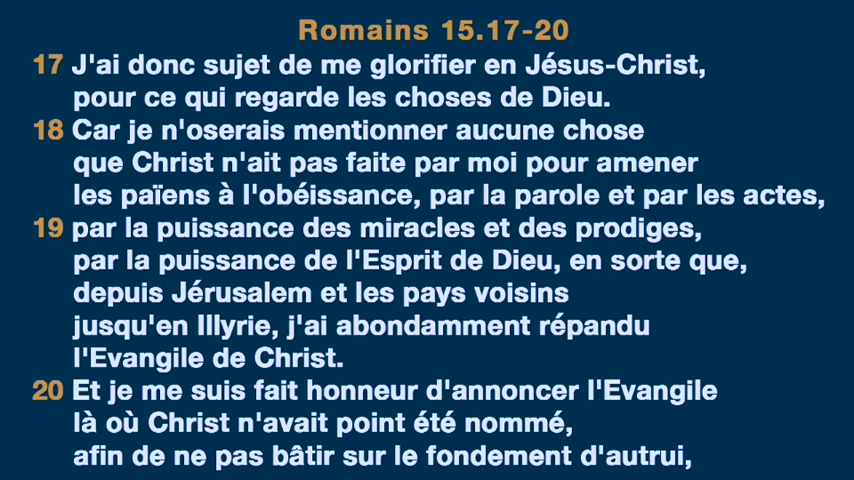 Romains 15.17-20
17 J'ai donc sujet de me glorifier en Jésus-Christ,
pour ce qui regarde les choses de Dieu.
18 Car je n'oserais mentionner aucune chose
que Christ n'ait pas faite par moi pour amener
les païens à l'obéissance, par la parole et par les actes,
19 par la puissance des miracles et des prodiges,
par la puissance de l'Esprit de Dieu, en sorte que,
depuis Jérusalem et les pays voisins
jusqu'en Illyrie, j'ai abondamment répandu
l'Evangile de Christ.
20 Et je me suis fait honneur d'annoncer l'Evangile
là où Christ n'avait point été nommé,
afin de ne pas bâtir sur le fondement d'autrui,